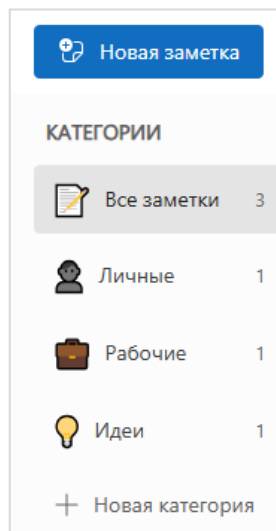 Новая заметка
КАТЕГОРИИ
Все заметки 3
Личные 1
Рабочие 1
Идеи 1
Новая категория